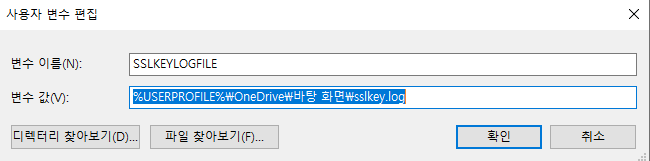 사용자 변수 편집
변수 이름(N):
SSLKEYLOGFILE
변수 값(V):
%USERPROFILE%₩OneDrive₩바탕 화면₩sslkey.log
디렉터리 찾아보기(D)...
파일 찾아보기(F)...
확인
취소